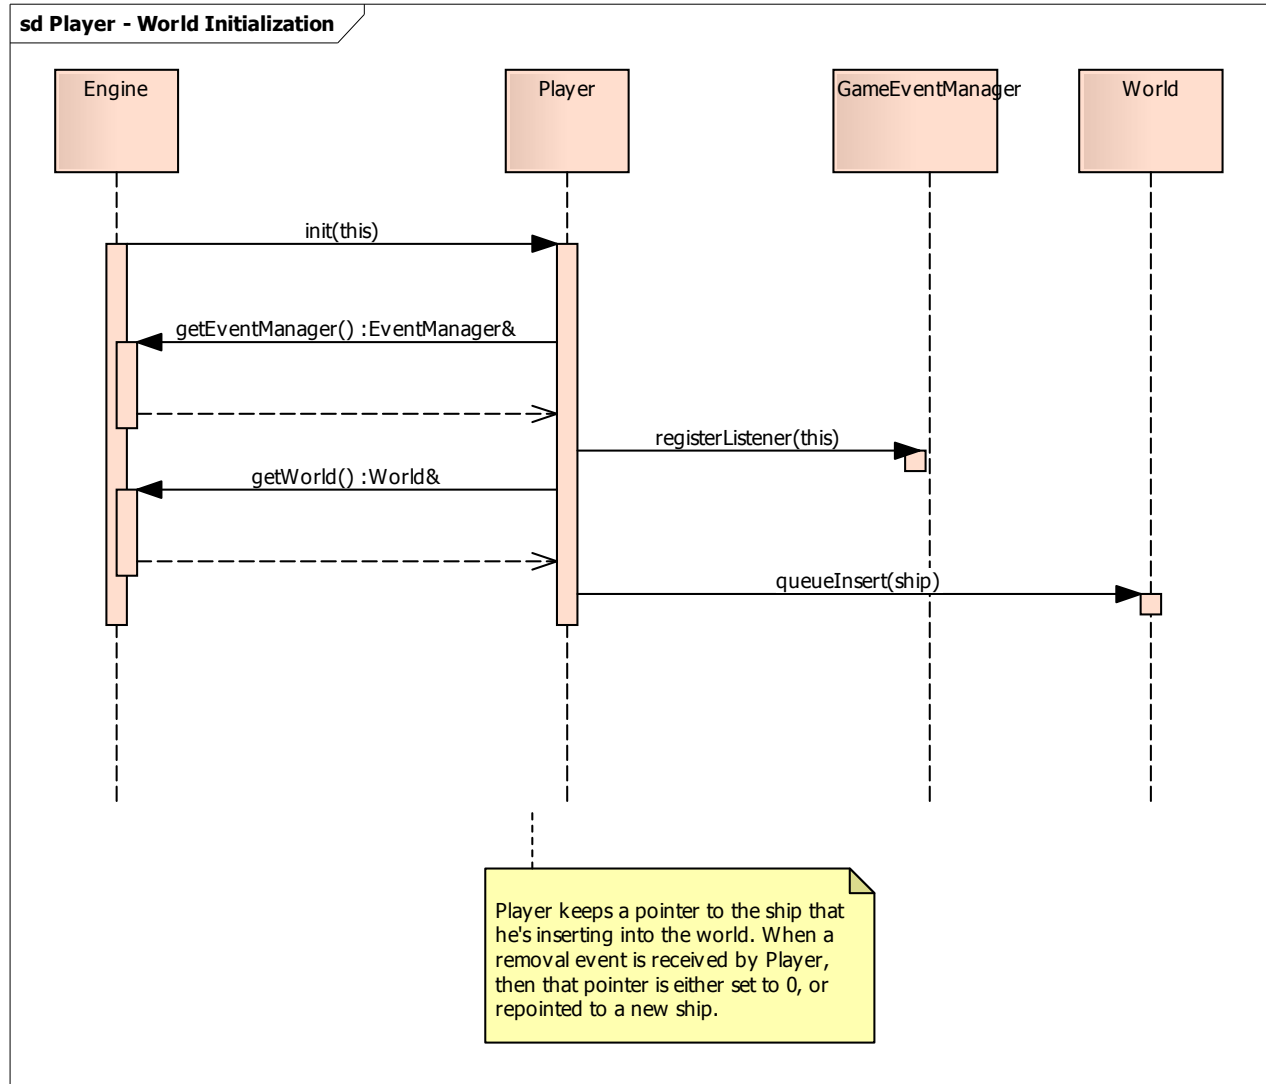 sd Player - World Initialization
Engine
Player
GameEventManager
World
init(this)
getEventManager() :EventManager&
registerListener(this)
getWorld() :World&
queueInsert(ship)
Player keeps a pointer to the ship that
he's inserting into the world. When a
removal event is received by Player,
then that pointer is either set to 0, or
repointed to a new ship.